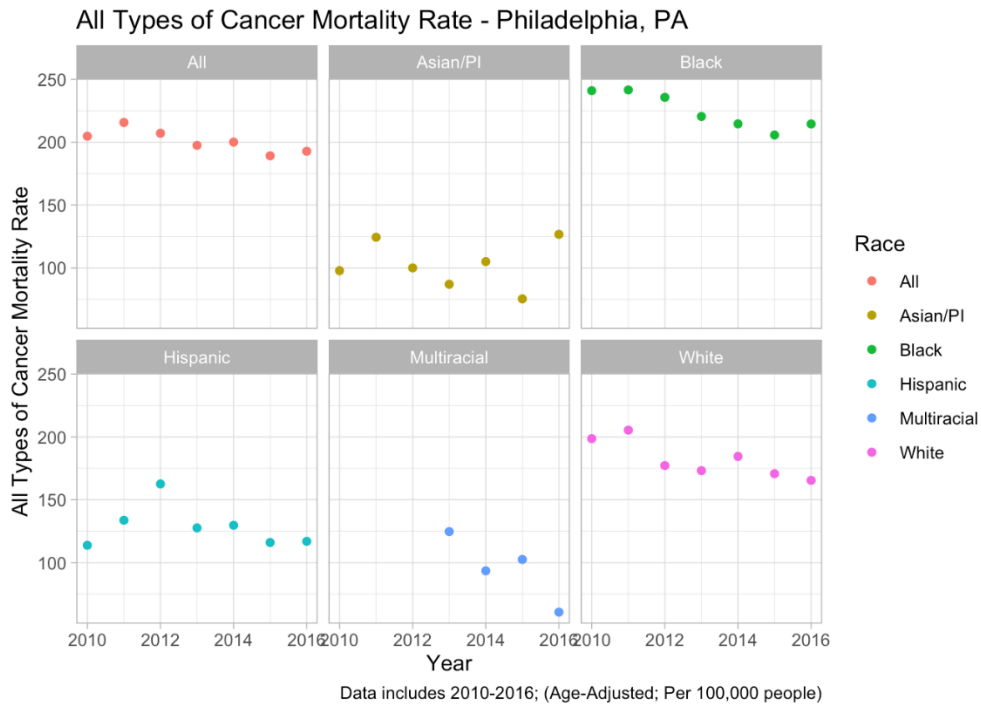 All Types of Cancer Mortality Rate - Philadelphia, PA
All Asian/PI Black
250
200
150
100
Hispanic Multiracial White
250
200
150
100
2010 2012 2014 2016 2010 2012 2014 2016 2010 2012 2014 2016
All Types of Cancer Mortality Rate
Year
Data includes 2010-2016; (Age-Adjusted; Per 100,000 people)
Race
All
Asian/PI
Black
Hispanic
Multiracial
White